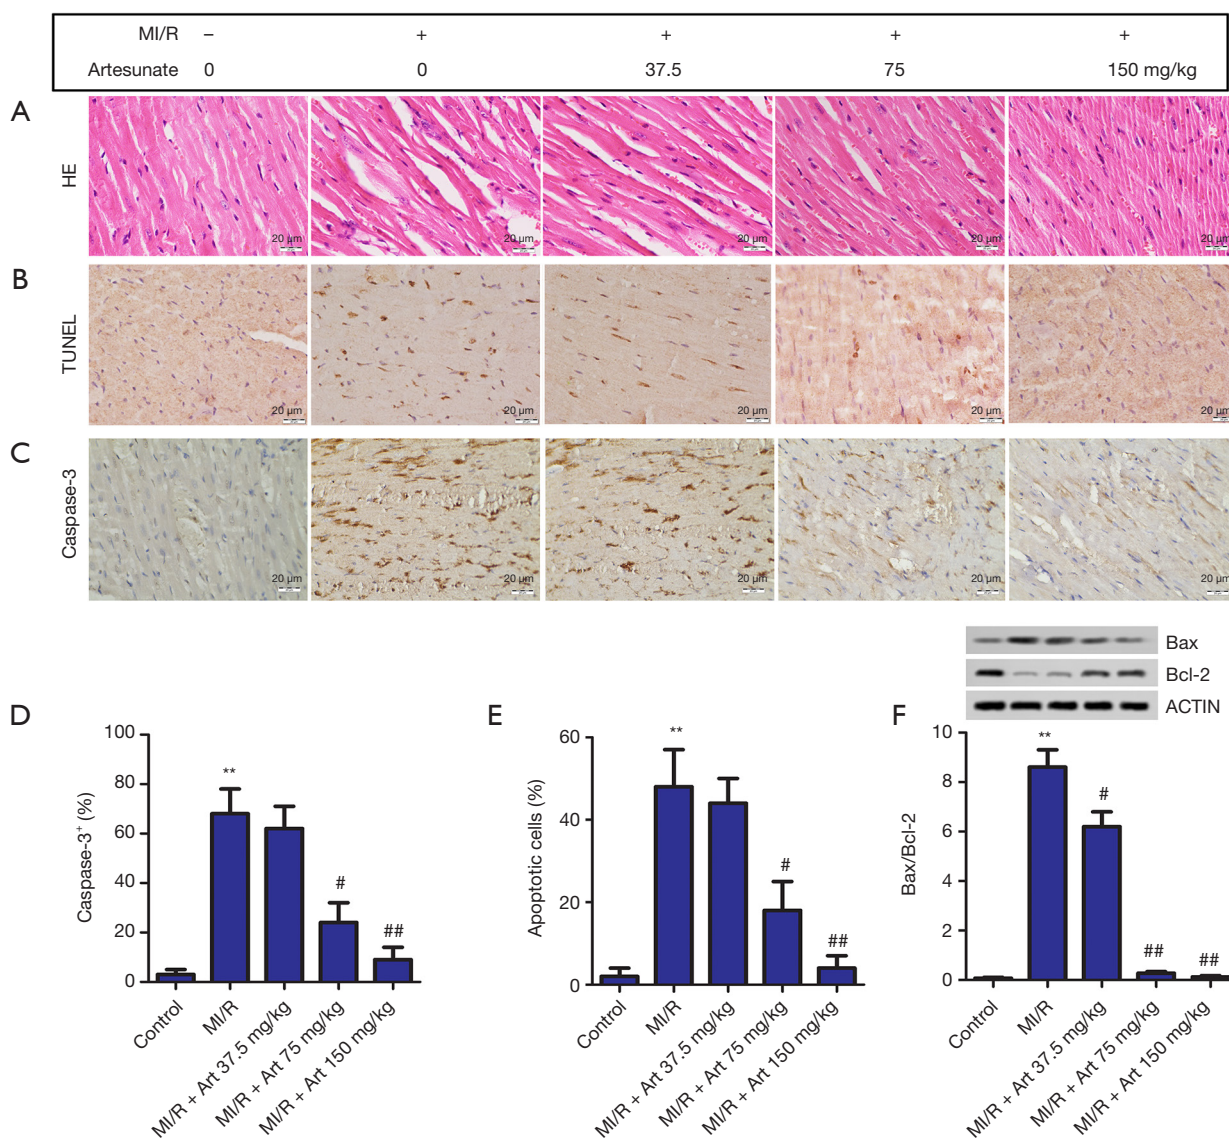 MI/R – + + + +
Artesunate 0 0 37.5 75 150 mg/kg
A
HE
20 µm 20 µm 20 µm 20 µm 20 µm
B
TUNEL
20 µm 20 µm 20 µm 20 µm 20 µm
C
Caspase-3
20 µm 20 µm 20 µm 20 µm 20 µm
Bax
Bcl-2
ACTIN
D
Caspase-3+ (%)
100
80
60
40
20
0
**
#
##
Control
MI/R
MI/R + Art 37.5 mg/kg
MI/R + Art 75 mg/kg
MI/R + Art 150 mg/kg
E
Apoptotic cells (%)
60
40
20
0
**
#
##
Control
MI/R
MI/R + Art 37.5 mg/kg
MI/R + Art 75 mg/kg
MI/R + Art 150 mg/kg
F
Bax/Bcl-2
10
8
6
4
2
0
**
#
##
##
Control
MI/R
MI/R + Art 37.5 mg/kg
MI/R + Art 75 mg/kg
MI/R + Art 150 mg/kg